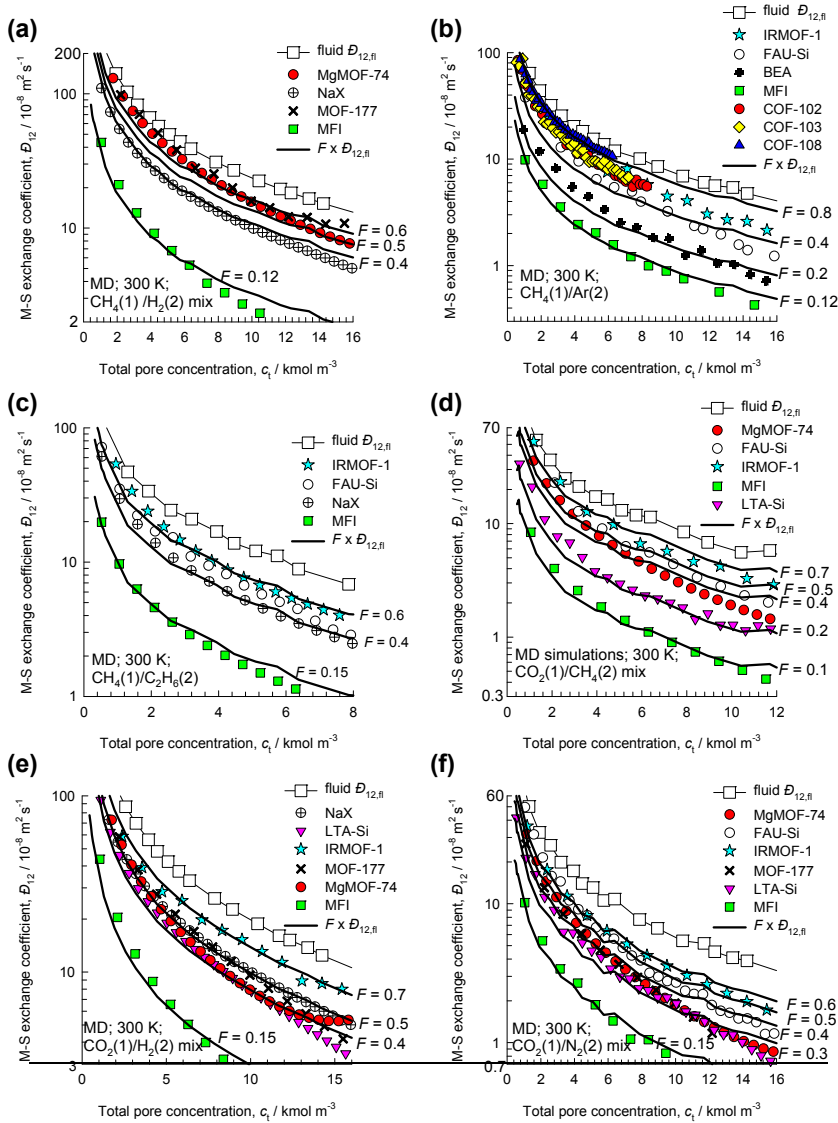 (a)
200
100
10
2
M-S exchange coefficient, Đ12 / 10-8 m2 s-1
fluid Đ12,fl
MgMOF-74
NaX
MOF-177
MFI
F x Đ12,fl
F = 0.6
F = 0.5
F = 0.4
F = 0.12
MD; 300 K;
CH4(1) /H2(2) mix
0 2 4 6 8 10 12 14 16
Total pore concentration, ct / kmol m-3
(b)
100
10
1
M-S exchange coefficient, Đ12 / 10-8 m2 s-1
fluid Đ12,fl
IRMOF-1
FAU-Si
BEA
MFI
COF-102
COF-103
COF-108
F x Đ12,fl
F = 0.8
F = 0.4
F = 0.2
F = 0.12
MD; 300 K;
CH4(1)/Ar(2)
0 2 4 6 8 10 12 14 16
Total pore concentration, ct / kmol m-3
(c)
100
10
1
M-S exchange coefficient, Đ12 / 10-8 m2 s-1
fluid Đ12,fl
IRMOF-1
FAU-Si
NaX
MFI
F x Đ12,fl
F = 0.6
F = 0.4
F = 0.15
MD; 300 K;
CH4(1)/C2H6(2)
0 2 4 6 8
Total pore concentration, ct / kmol m-3
(d)
70
10
1
0.3
M-S exchange coefficient, Đ12 / 10-8 m2 s-1
fluid Đ12,fl
MgMOF-74
FAU-Si
IRMOF-1
MFI
LTA-Si
F x Đ12,fl
F = 0.7
F = 0.5
F = 0.4
F = 0.2
F = 0.1
MD simulations; 300 K;
CO2(1)/CH4(2) mix
0 2 4 6 8 10 12
Total pore concentration, ct / kmol m-3
(e)
100
10
3
M-S exchange coefficient, Đ12 / 10-8 m2 s-1
fluid Đ12,fl
NaX
LTA-Si
IRMOF-1
MOF-177
MgMOF-74
MFI
F x Đ12,fl
F = 0.7
F = 0.5
F = 0.4
F = 0.15
MD; 300 K;
CO2(1)/H2(2) mix
0 5 10 15
Total pore concentration, ct / kmol m-3
(f)
60
10
1
0.7
M-S exchange coefficient, Đ12 / 10-8 m2 s-1
fluid Đ12,fl
MgMOF-74
FAU-Si
IRMOF-1
MOF-177
LTA-Si
MFI
F x Đ12,fl
F = 0.6
F = 0.5
F = 0.4
F = 0.3
F = 0.15
MD; 300 K;
CO2(1)/N2(2) mix
0 2 4 6 8 10 12 14 16
Total pore concentration, ct / kmol m-3